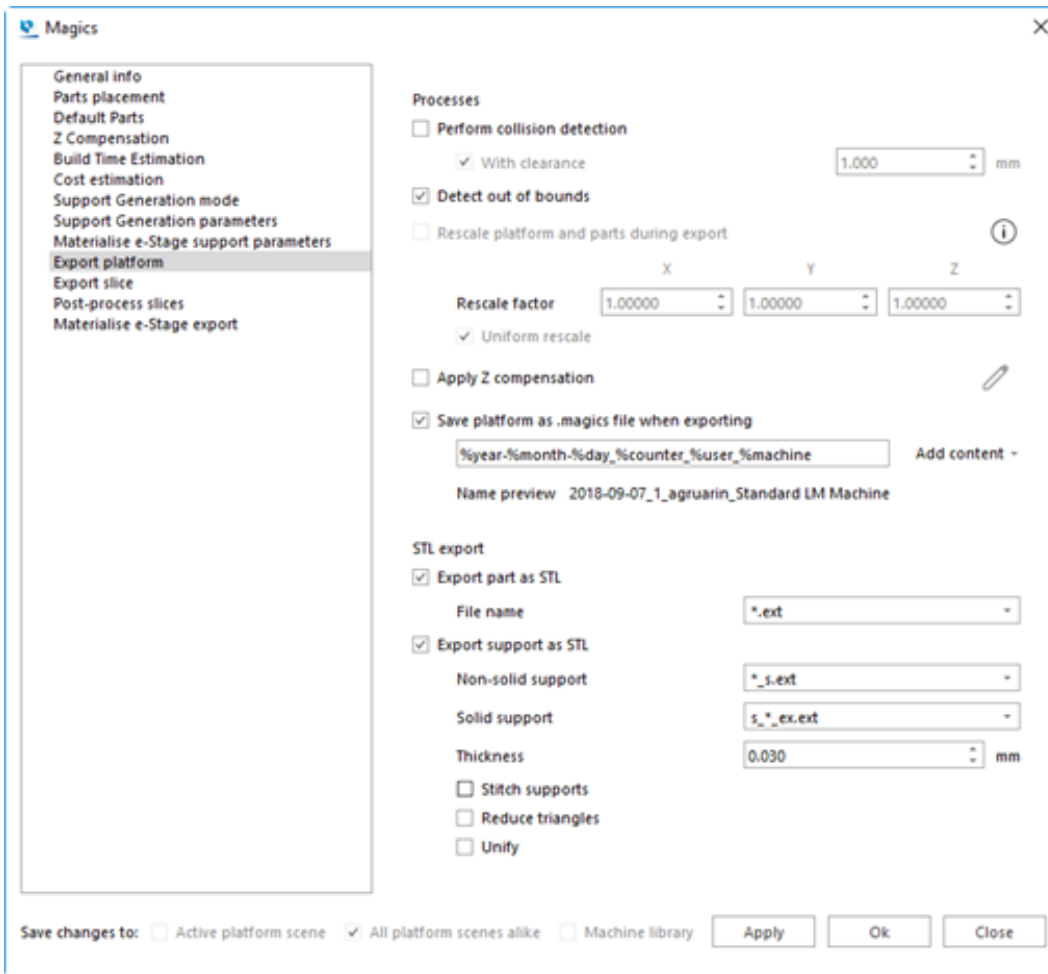 Magics
General info
Parts placement
Default Parts
Z Compensation
Build Time Estimation
Cost estimation
Support Generation mode
Support Generation parameters
Materialise e-Stage support parameters
Export platform
Export slice
Post-process slices
Materialise e-Stage export
Processes
Perform collision detection
With clearance 1.000 mm
Detect out of bounds
Rescale platform and parts during export
X Y Z
Rescale factor 1.00000 1.00000 1.00000
Uniform rescale
Apply Z compensation
Save platform as .magics file when exporting
%year-%month-%day_%counter_%user_%machine Add content
Name preview 2018-09-07_1_agruarin_Standard LM Machine
STL export
Export part as STL
File name *.ext
Export support as STL
Non-solid support *_s.ext
Solid support s_*_ex.ext
Thickness 0.030 mm
Stitch supports
Reduce triangles
Unify
Save changes to: Active platform scene All platform scenes alike Machine library Apply Ok Close